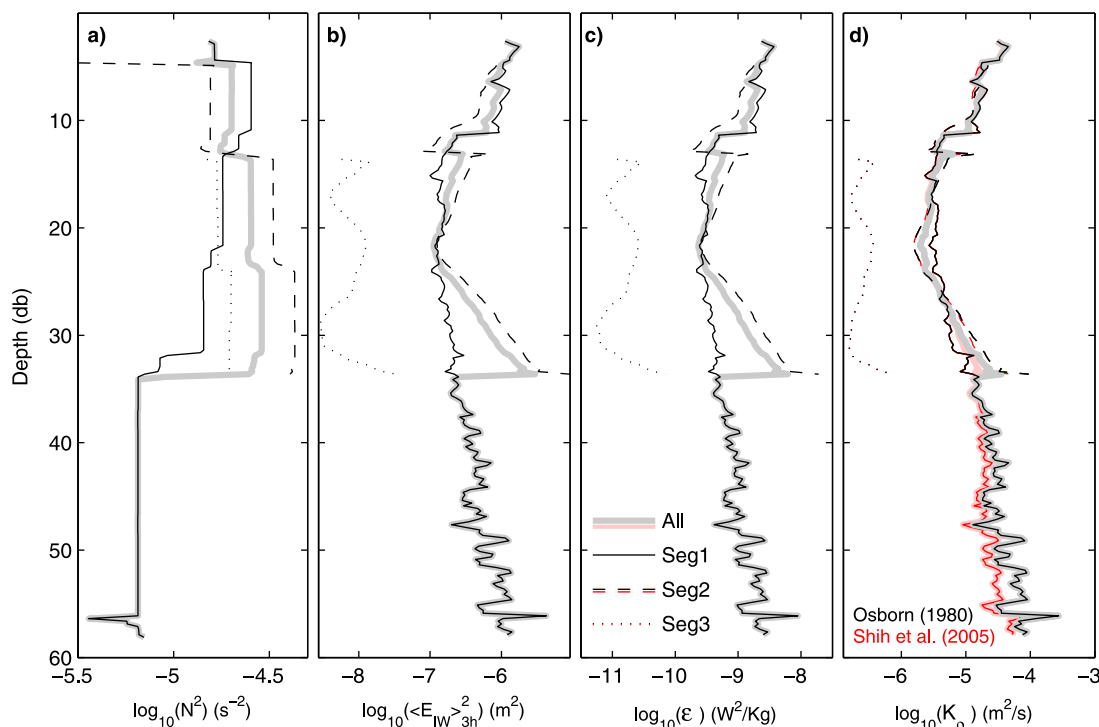 a)
b)
c)
d)
10
20
30
40
50
60
Depth (db)
−5.5
−5
−4.5
−8
−7
−6
−11
−10
−9
−8
−6
−5
−4
−3
log10(N2) (s−2)
log10(<EIW>23h) (m2)
log10(ε) (W2/Kg)
log10(Kρ) (m2/s)
All
Seg1
Seg2
Seg3
Osborn (1980)
Shih et al. (2005)